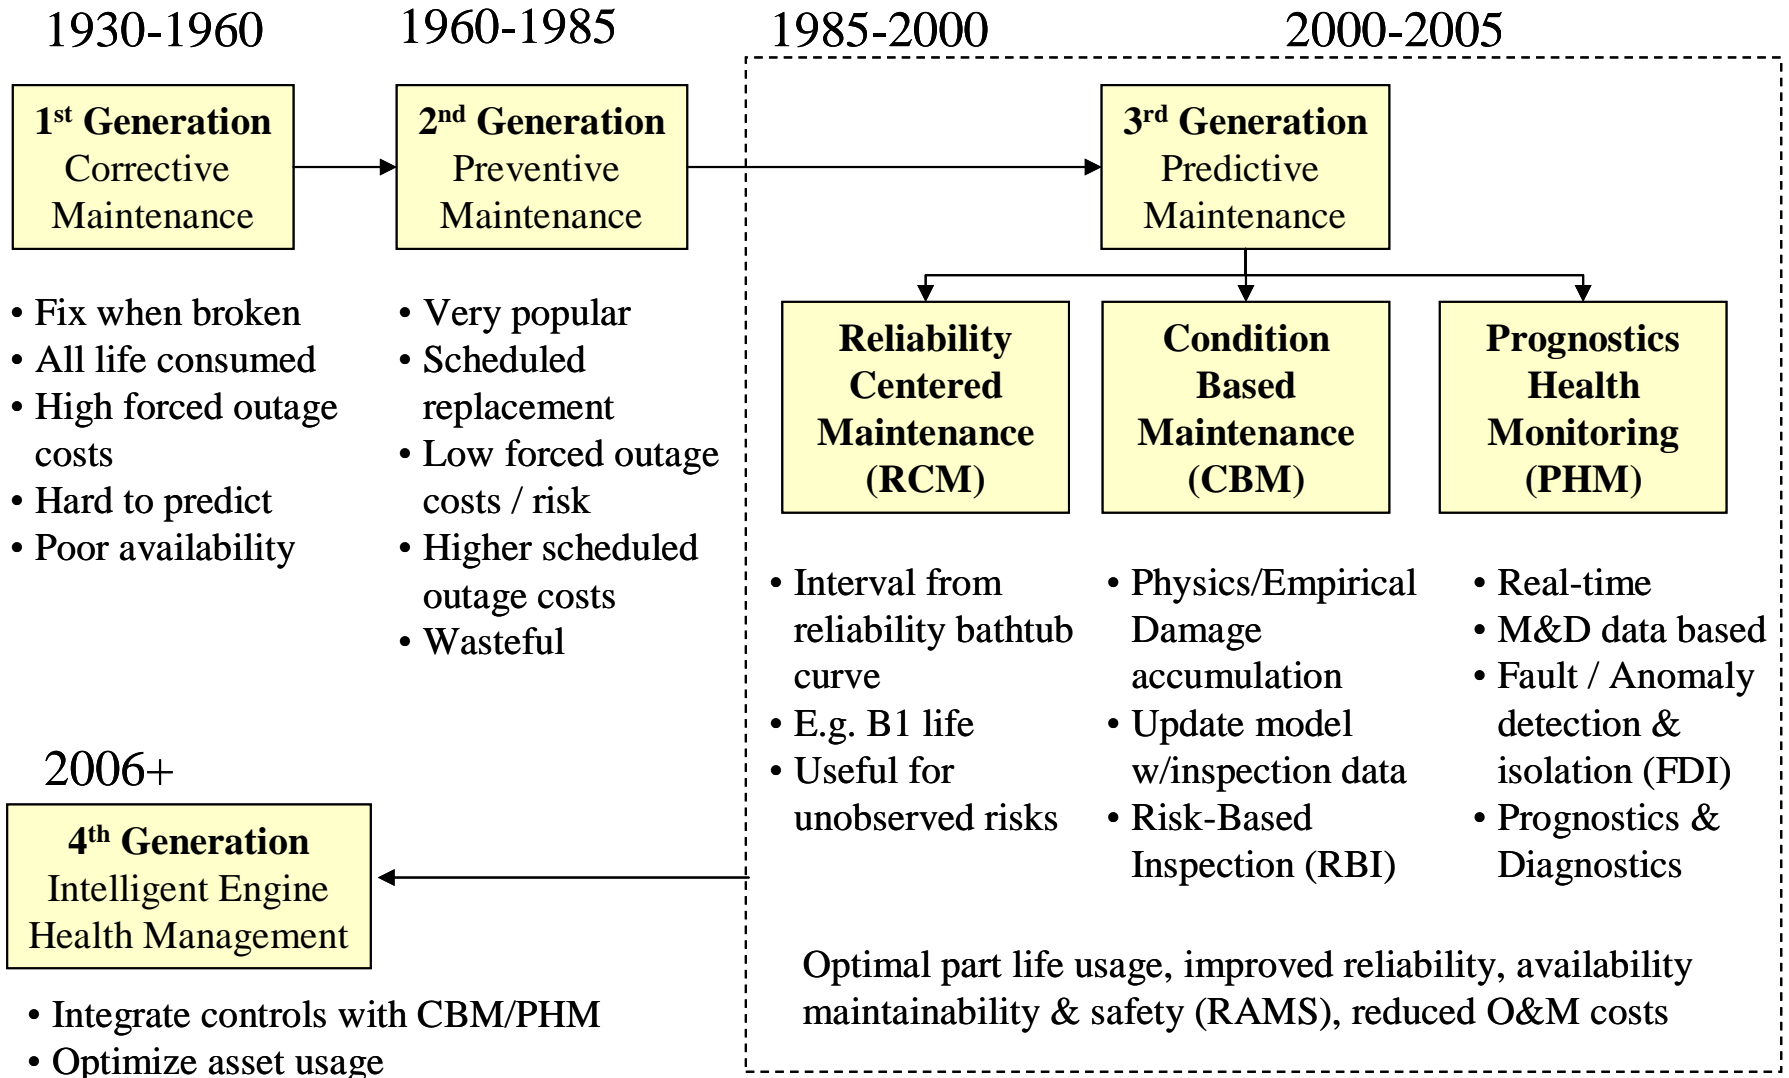 1930-1960
1st Generation
Corrective
Maintenance
• Fix when broken
• All life consumed
• High forced outage
costs
• Hard to predict
• Poor availability
1960-1985
2nd Generation
Preventive
Maintenance
• Very popular
• Scheduled
replacement
• Low forced outage
costs / risk
• Higher scheduled
outage costs
• Wasteful
1985-2000
2000-2005
3rd Generation
Predictive
Maintenance
Reliability
Centered
Maintenance
(RCM)
• Interval from
reliability bathtub
curve
• E.g. B1 life
• Useful for
unobserved risks
Condition
Based
Maintenance
(CBM)
• Physics/Empirical
Damage
accumulation
• Update model
w/inspection data
• Risk-Based
Inspection (RBI)
Prognostics
Health
Monitoring
(PHM)
• Real-time
• M&D data based
• Fault / Anomaly
detection &
isolation (FDI)
• Prognostics &
Diagnostics
Optimal part life usage, improved reliability, availability
maintainability & safety (RAMS), reduced O&M costs
2006+
4th Generation
Intelligent Engine
Health Management
• Integrate controls with CBM/PHM
• Optimize asset usage